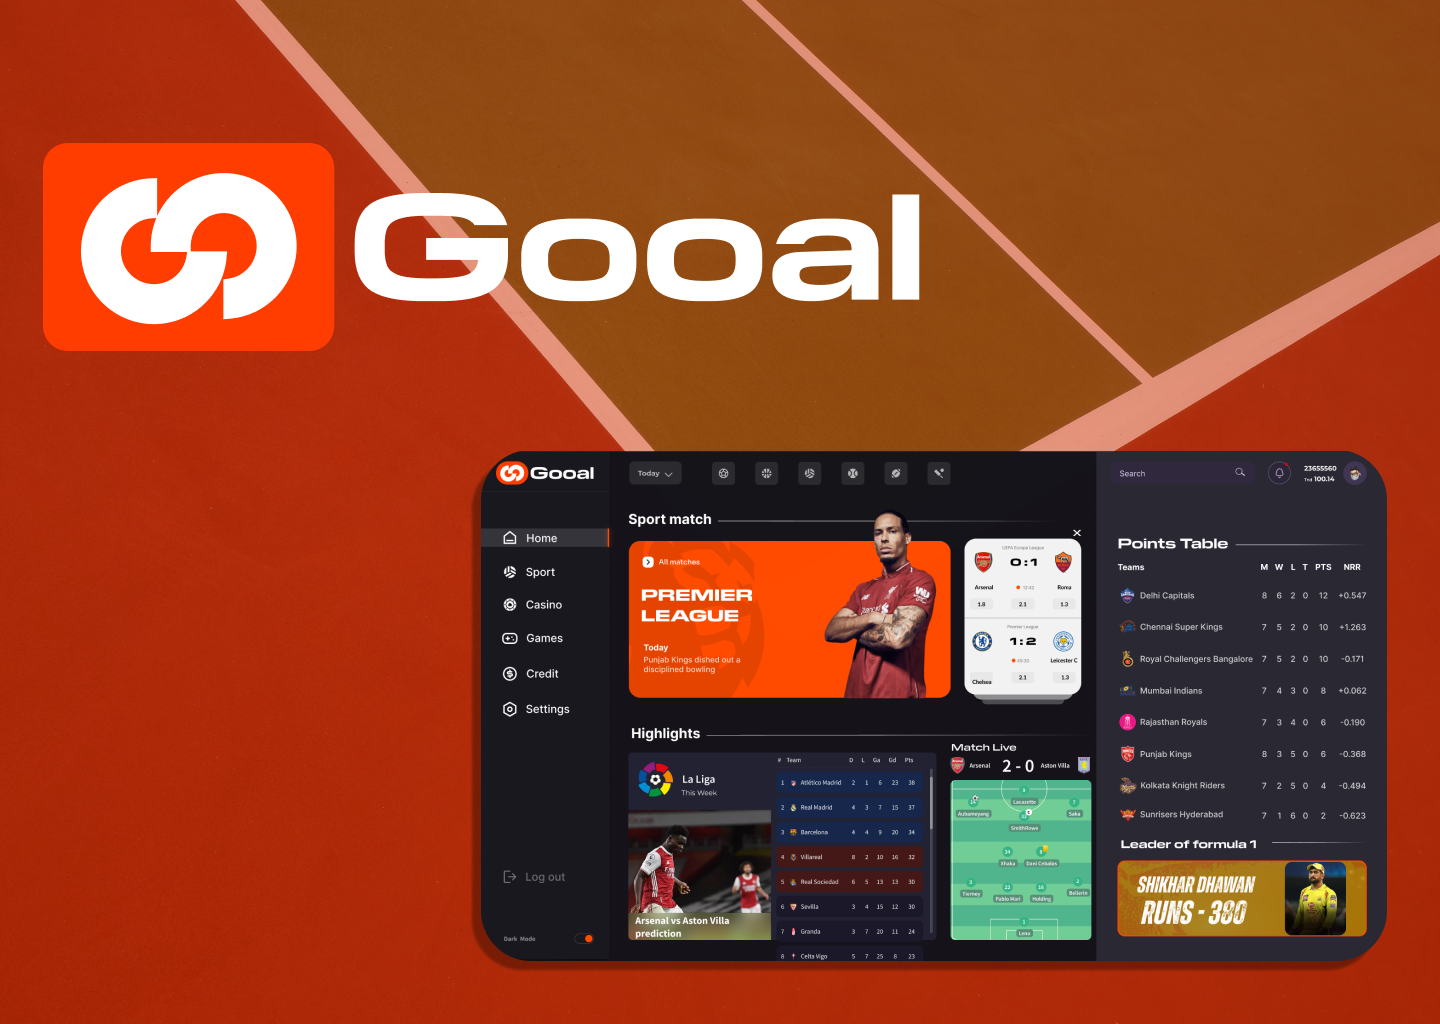 Gooal
Gooal
Home
Sport
Casino
Games
Credit
Settings
Log out
Dark Mode
Today
Sport match
All matches
PREMIER
LEAGUE
Today
Punjab Kings dished out a
disciplined bowling
UEFA Europa League
Arsenal
0:1
Arsenal
12:42
Roma
1.8 2.1 1.3
Premier League
1:2
49:30
Leicester C
Chelsea
2.1 1.3
Highlights
La Liga
This Week
Arsenal vs Aston Villa
prediction
# Team D L Ga Gd Pts
1 Atlético Madrid 2 1 6 23 38
2 Real Madrid 4 3 7 15 37
3 Barcelona 4 4 9 20 34
4 Villareal 8 2 10 16 32
5 Real Sociedad 6 5 13 13 30
6 Sevilla 3 4 15 12 30
7 Granda 3 7 20 11 24
8 Celta Vigo 5 7 25 8 23
Match Live
Arsenal 2 - 0 Aston Villa
Lacazette
Aubameyang
7
Saka
SmithRowe
Xhaka
Dani Cebalos
Tierney
Pablo Mari
Holding
Bellerin
1
Leno
Search
23655560
Tnd 100.14
Points Table
Teams M W L T PTS NRR
Delhi Capitals 8 6 2 0 12 +0.547
Chennai Super Kings 7 5 2 0 10 +1.263
Royal Challengers Bangalore 7 5 2 0 10 -0.171
Mumbai Indians 7 4 3 0 8 +0.062
Rajasthan Royals 7 3 4 0 6 -0.190
Punjab Kings 8 3 5 0 6 -0.368
Kolkata Knight Riders 7 2 5 0 4 -0.494
Sunrisers Hyderabad 7 1 6 0 2 -0.623
Leader of formula 1
SHIKHAR DHAWAN
RUNS - 380